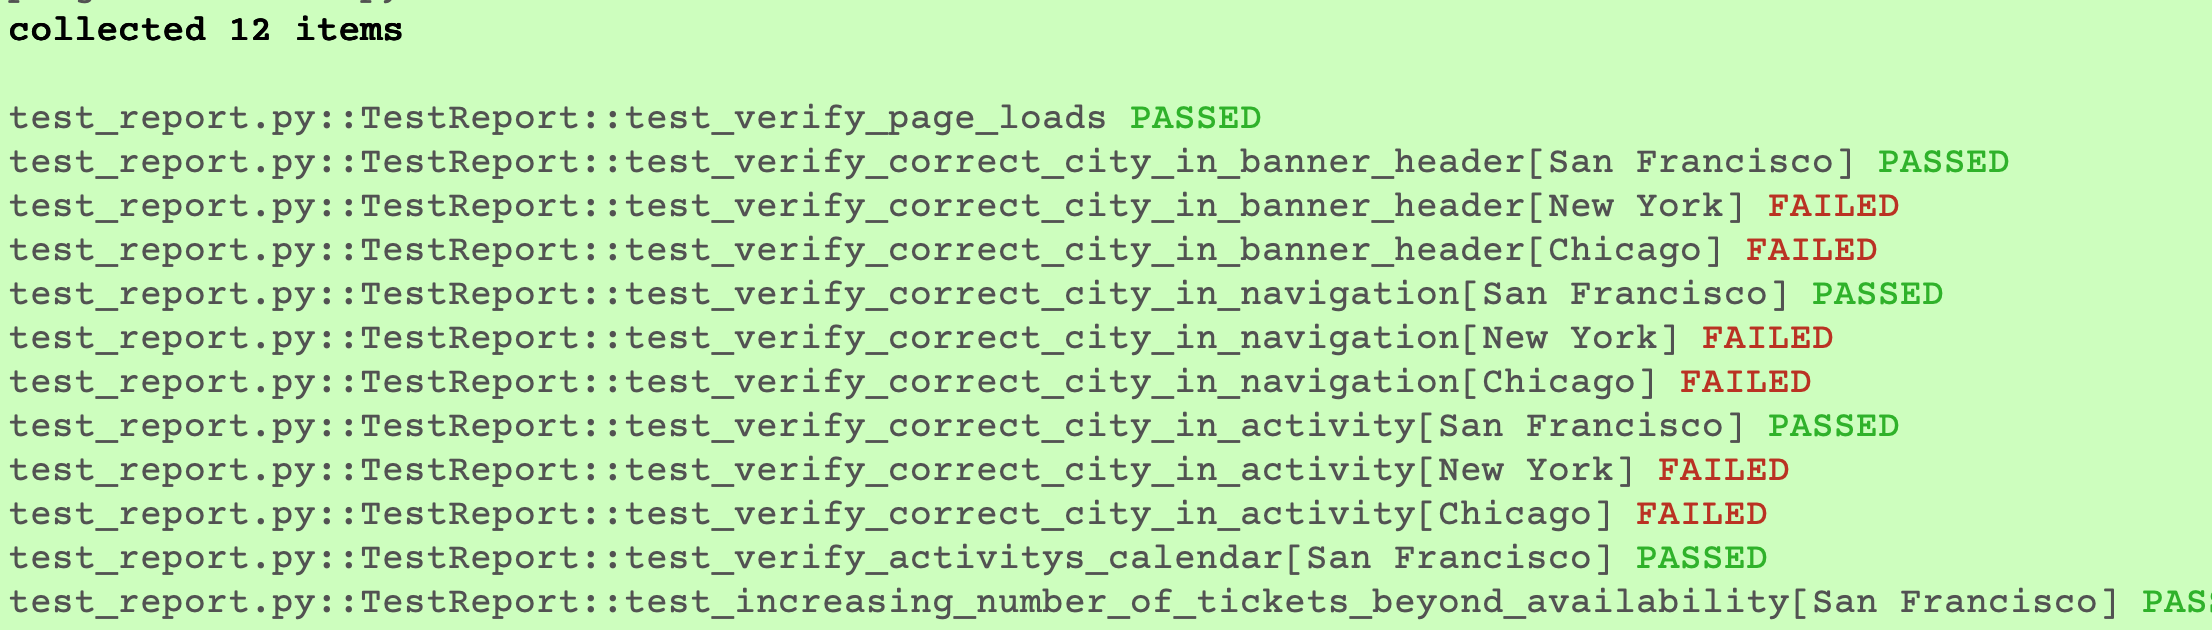 collected 12 items
test_report.py::TestReport::test_verify_page_loads PASSED
test_report.py::TestReport::test_verify_correct_city_in_banner_header[San Francisco] PASSED
test_report.py::TestReport::test_verify_correct_city_in_banner_header[New York] FAILED
test_report.py::TestReport::test_verify_correct_city_in_banner_header[Chicago] FAILED
test_report.py::TestReport::test_verify_correct_city_in_navigation[San Francisco] PASSED
test_report.py::TestReport::test_verify_correct_city_in_navigation[New York] FAILED
test_report.py::TestReport::test_verify_correct_city_in_navigation[Chicago] FAILED
test_report.py::TestReport::test_verify_correct_city_in_activity[San Francisco] PASSED
test_report.py::TestReport::test_verify_correct_city_in_activity[New York] FAILED
test_report.py::TestReport::test_verify_correct_city_in_activity[Chicago] FAILED
test_report.py::TestReport::test_verify_activitys_calendar[San Francisco] PASSED
test_report.py::TestReport::test_increasing_number_of_tickets_beyond_availability[San Francisco] PAS